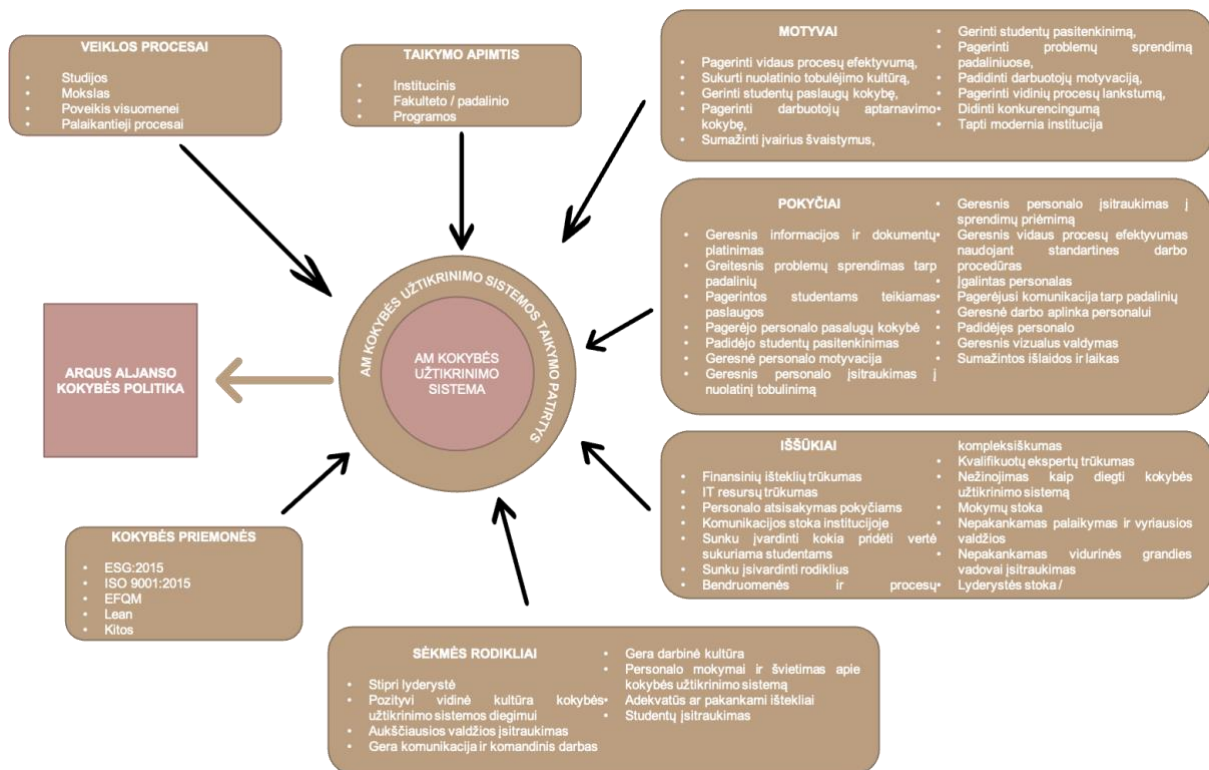 VEIKLOS PROCESAI
• Studijos
• Mokslas
• Poveikis visuomenei
• Palaikantieji procesai
TAIKYMO APIMTIS
• Institucinis
• Fakulteto / padalinio
• Programos
MOTYVAI
• Pagerinti vidaus procesų efektyvumą,
• Sukurti nuolatinio tobulėjimo kultūrą,
• Gerinti studentų paslaugų kokybę,
• Pagerinti darbuotojų aptarnavimo
kokybę,
• Sumažinti įvairius švaistymus,
• Gerinti studentų pasitenkinimą,
• Pagerinti problemų sprendimą
padaliniuose,
• Padidinti darbuotojų motyvaciją,
• Pagerinti vidinių procesų lankstumą,
• Didinti konkurencingumą
• Tapti modernia institucija
POKYČIAI
• Geresnis informacijos ir dokumentų
platinimas
• Greitesnis problemų sprendimas tarp
padalinių
• Pagerintos studentams teikiamas
paslaugos
• Pagerėjo personalo pasalugų kokybė
• Padidėjo studentų pasitenkinimas
• Geresnė personalo motyvacija
• Geresnis personalo įsitraukimas į
nuolatinį tobulinimą
• Geresnis personalo įsitraukimas į
sprendimų priėmimą
• Geresnis vidaus procesų efektyvumas
naudojant standartines darbo
procedūras
• Įgalintas personalas
• Pagerėjusi komunikacija tarp padalinių
• Geresnė darbo aplinka personalui
• Padidėjęs personalo
• Geresnis vizualus valdymas
• Sumažintos išlaidos ir laikas
AM KOKYBĖS UŽTIKRINIMO SISTEMOS TAIKYMO PATIRTYS
AM KOKYBĖS
UŽTIKRINIMO
SISTEMA
ARQUS ALJANSO
KOKYBĖS POLITIKA
IŠŠŪKIAI
• Finansinių išteklių trūkumas
• IT resursų trūkumas
• Personalo atsisakymas pokyčiams
• Komunikacijos stoka institucijoje
• Sunku įvardinti kokia pridėti vertė
sukuriama studentams
• Sunku įsivardinti rodiklius
• Bendruomenės ir procesų
kompleksiškumas
• Kvalifikuotų ekspertų trūkumas
• Nežinojimas kaip diegti kokybės
užtikrinimo sistemą
• Mokymų stoka
• Nepakankamas palaikymas ir vyriausios
valdžios
• Nepakankamas vidurinės grandies
vadovai įsitraukimas
• Lyderystės stoka /
KOKYBĖS PRIEMONĖS
• ESG:2015
• ISO 9001:2015
• EFQM
• Lean
• Kitos
SĖKMĖS RODIKLIAI
• Stipri lyderystė
• Pozityvi vidinė kultūra kokybės
užtikrinimo sistemos diegimui
• Aukščiausios valdžios įsitraukimas
• Gera komunikacija ir komandinis darbas
• Gera darbinė kultūra
• Personalo mokymai ir švietimas apie
kokybės užtikrinimo sistemą
• Adekvatūs ar pakankami ištekliai
• Studentų įsitraukimas